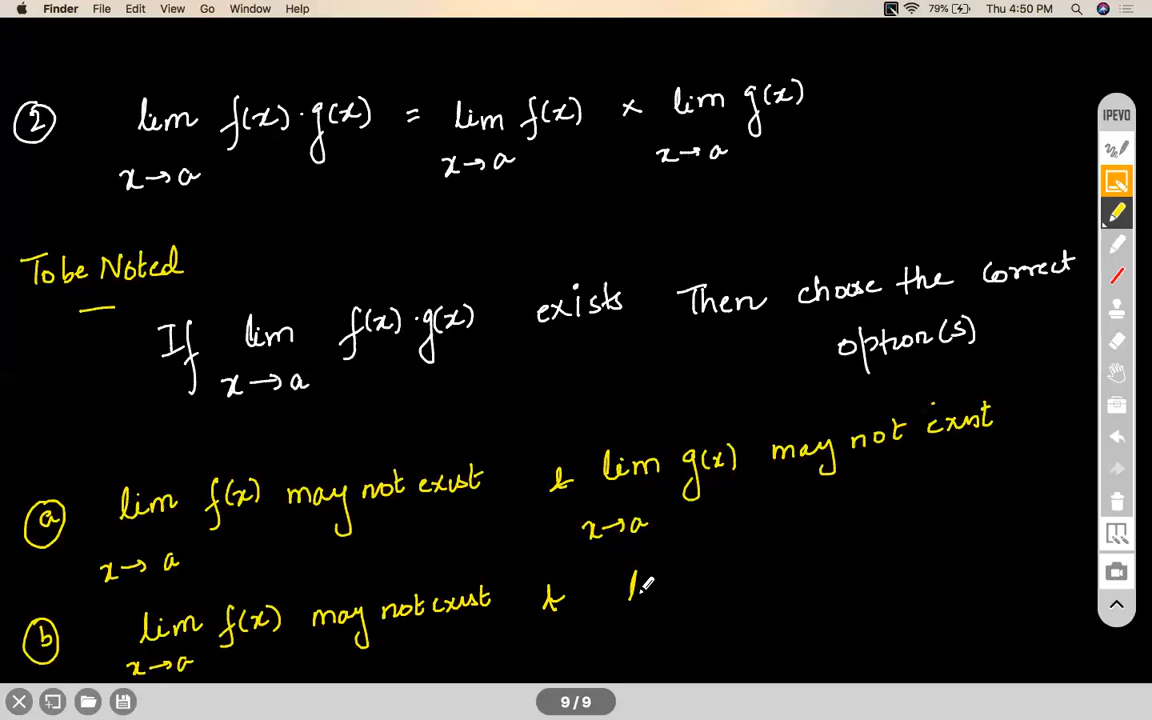 Finder File Edit View Go Window Help 79% Thu 4:50 PM
IPEVO
② lim f(x)·g(x) = lim f(x) × lim g(x)
x→a x→a x→a
To be Noted
If lim f(x)·g(x) exists Then choose the correct
x→a option(s)
ⓐ lim f(x) may not exist & lim g(x) may not exist
x→a x→a
ⓑ lim f(x) may not exist &
x→a
9/9